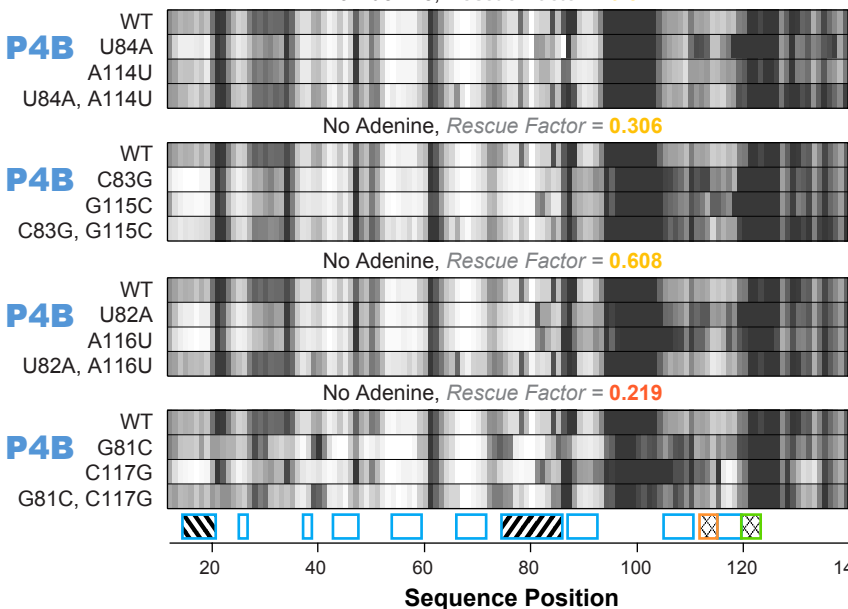 WT
P4B U84A
A114U
U84A, A114U
No Adenine, Rescue Factor = 0.306
WT
P4B C83G
G115C
C83G, G115C
No Adenine, Rescue Factor = 0.608
WT
P4B U82A
A116U
U82A, A116U
No Adenine, Rescue Factor = 0.219
WT
P4B G81C
C117G
G81C, C117G
20 40 60 80 100 120
Sequence Position